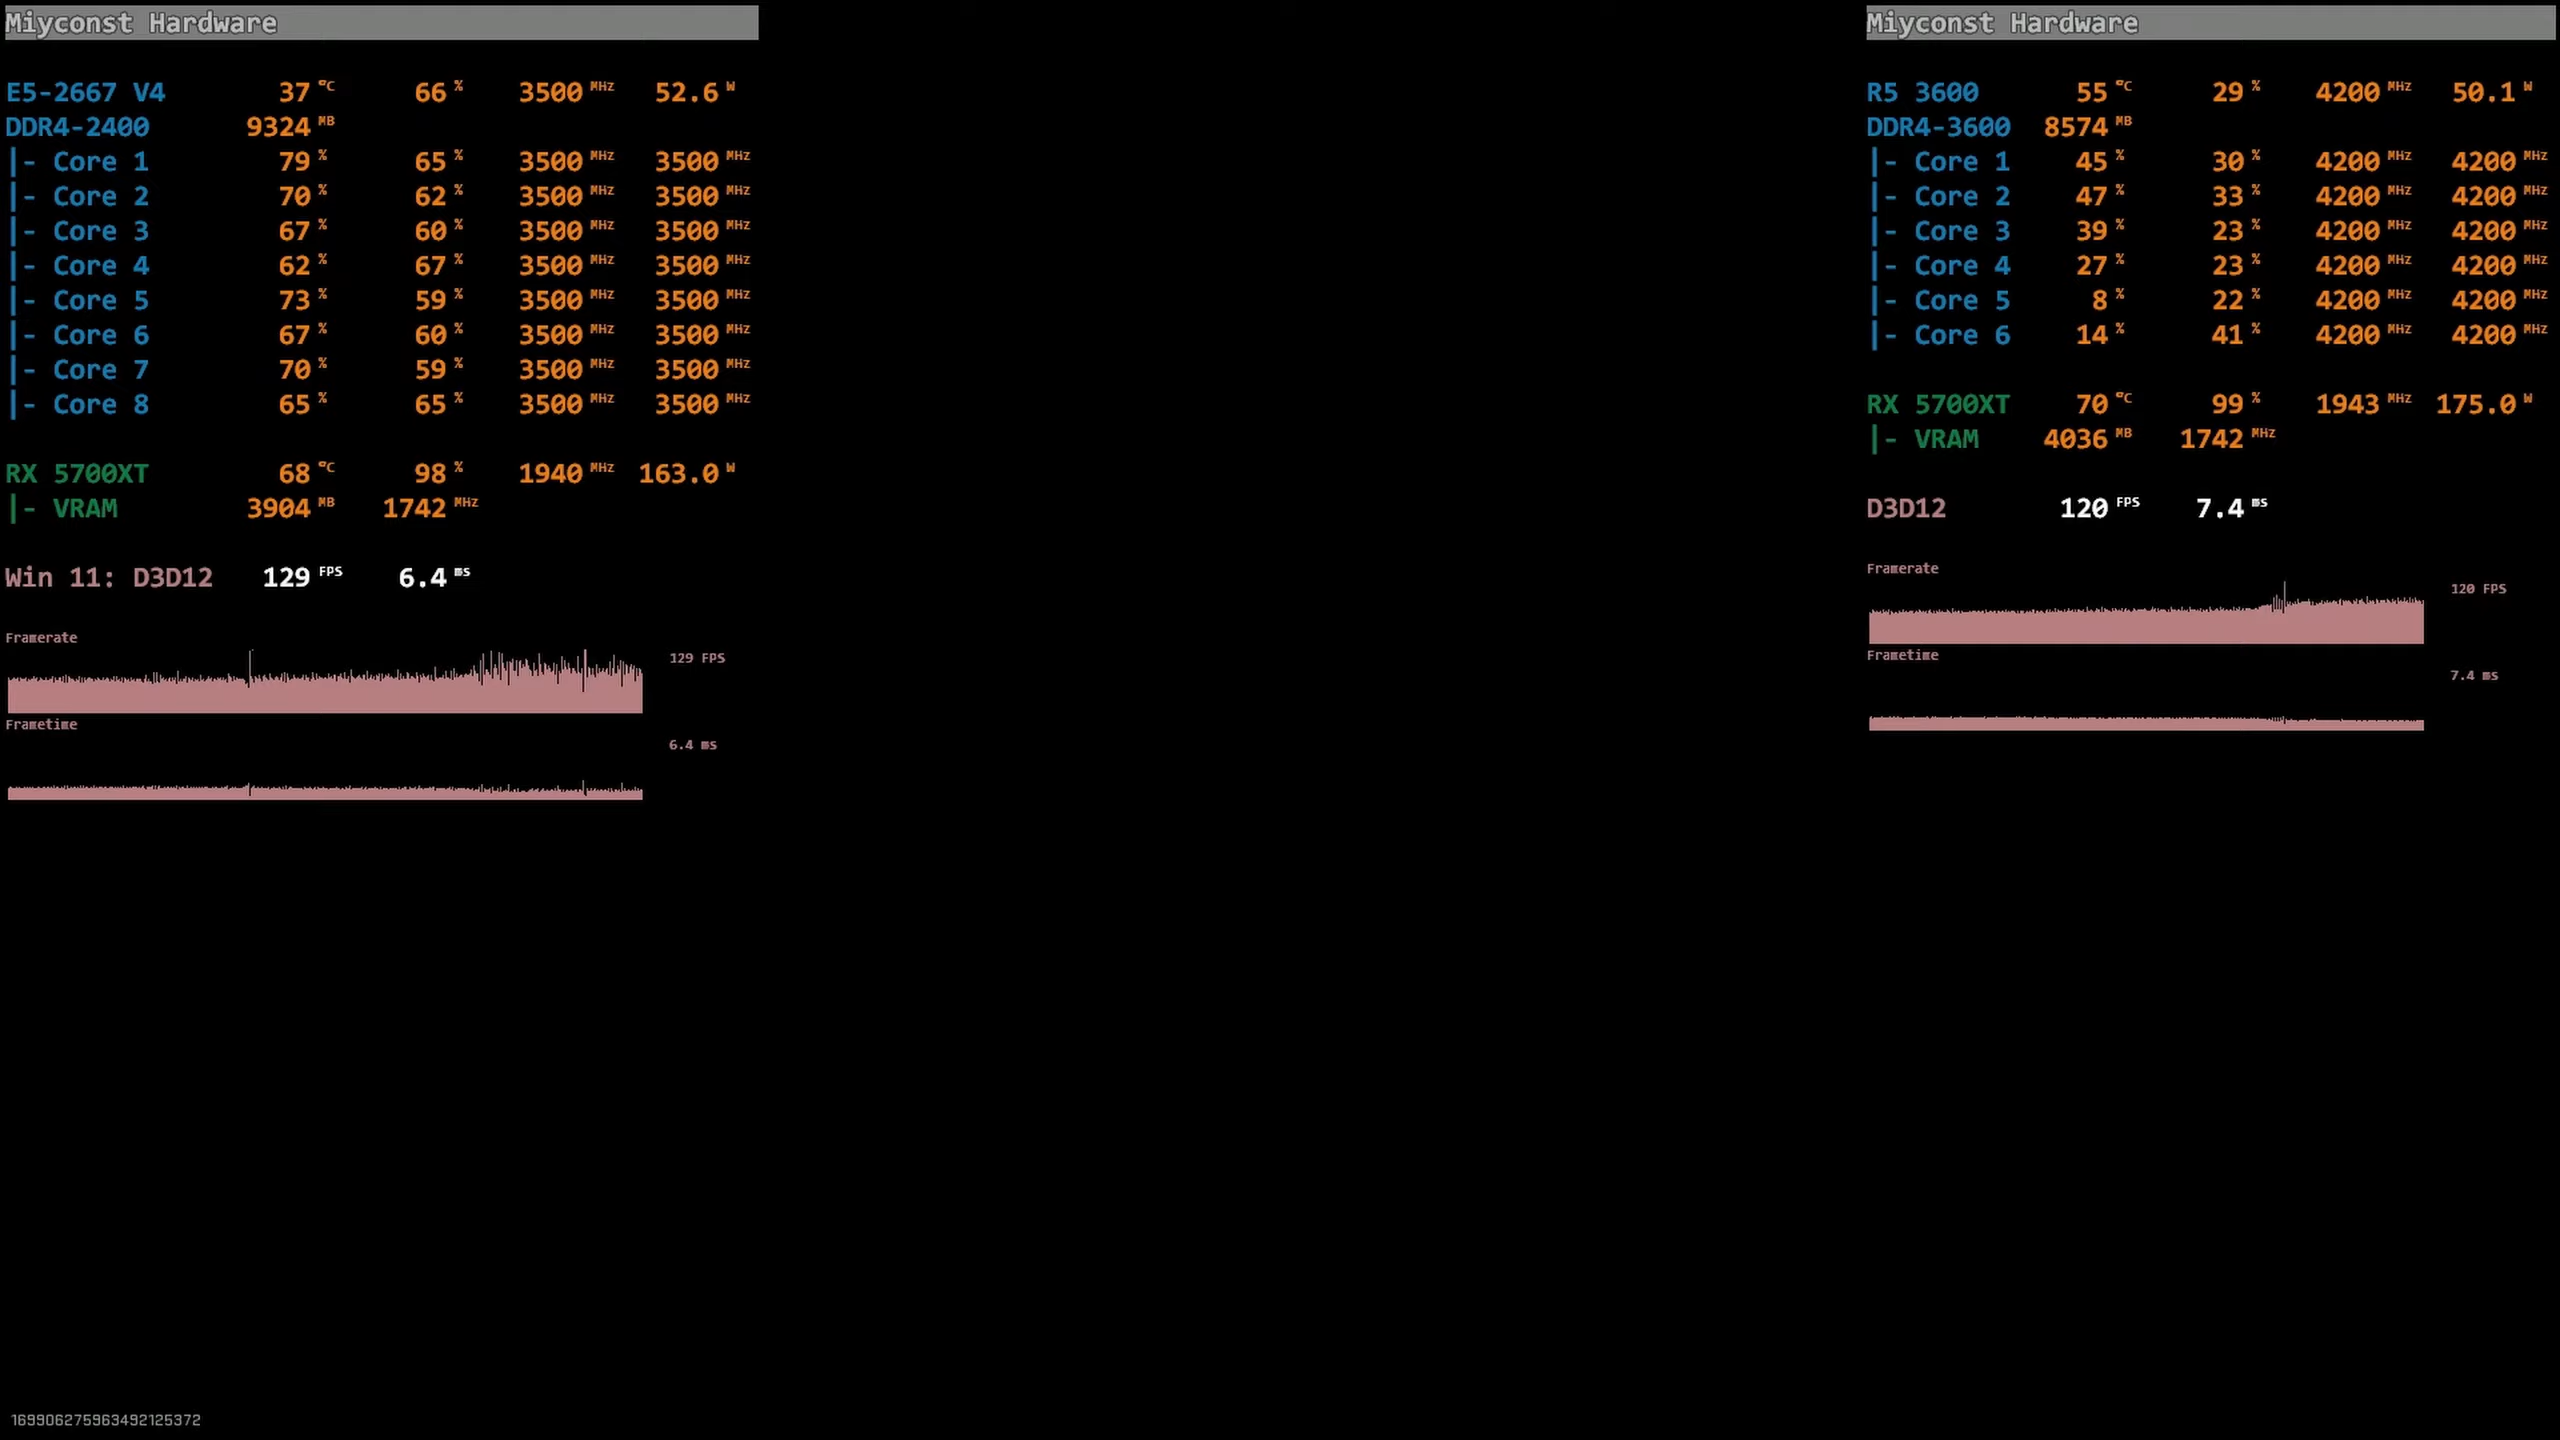 Miyconst Hardware
E5-2667 V4 37 °C 66 % 3500 MHz 52.6 W
DDR4-2400 9324 MB
|- Core 1 79 % 65 % 3500 MHz 3500 MHz
|- Core 2 70 % 62 % 3500 MHz 3500 MHz
|- Core 3 67 % 60 % 3500 MHz 3500 MHz
|- Core 4 62 % 67 % 3500 MHz 3500 MHz
|- Core 5 73 % 59 % 3500 MHz 3500 MHz
|- Core 6 67 % 60 % 3500 MHz 3500 MHz
|- Core 7 70 % 59 % 3500 MHz 3500 MHz
|- Core 8 65 % 65 % 3500 MHz 3500 MHz
RX 5700XT 68 °C 98 % 1940 MHz 163.0 W
|- VRAM 3904 MB 1742 MHz
Win 11: D3D12 129 FPS 6.4 ms
Framerate
129 FPS
Frametime
6.4 ms
Miyconst Hardware
R5 3600 55 °C 29 % 4200 MHz 50.1 W
DDR4-3600 8574 MB
|- Core 1 45 % 30 % 4200 MHz 4200 MHz
|- Core 2 47 % 33 % 4200 MHz 4200 MHz
|- Core 3 39 % 23 % 4200 MHz 4200 MHz
|- Core 4 27 % 23 % 4200 MHz 4200 MHz
|- Core 5 8 % 22 % 4200 MHz 4200 MHz
|- Core 6 14 % 41 % 4200 MHz 4200 MHz
RX 5700XT 70 °C 99 % 1943 MHz 175.0 W
|- VRAM 4036 MB 1742 MHz
D3D12 120 FPS 7.4 ms
Framerate
120 FPS
Frametime
7.4 ms
169906275963492125372